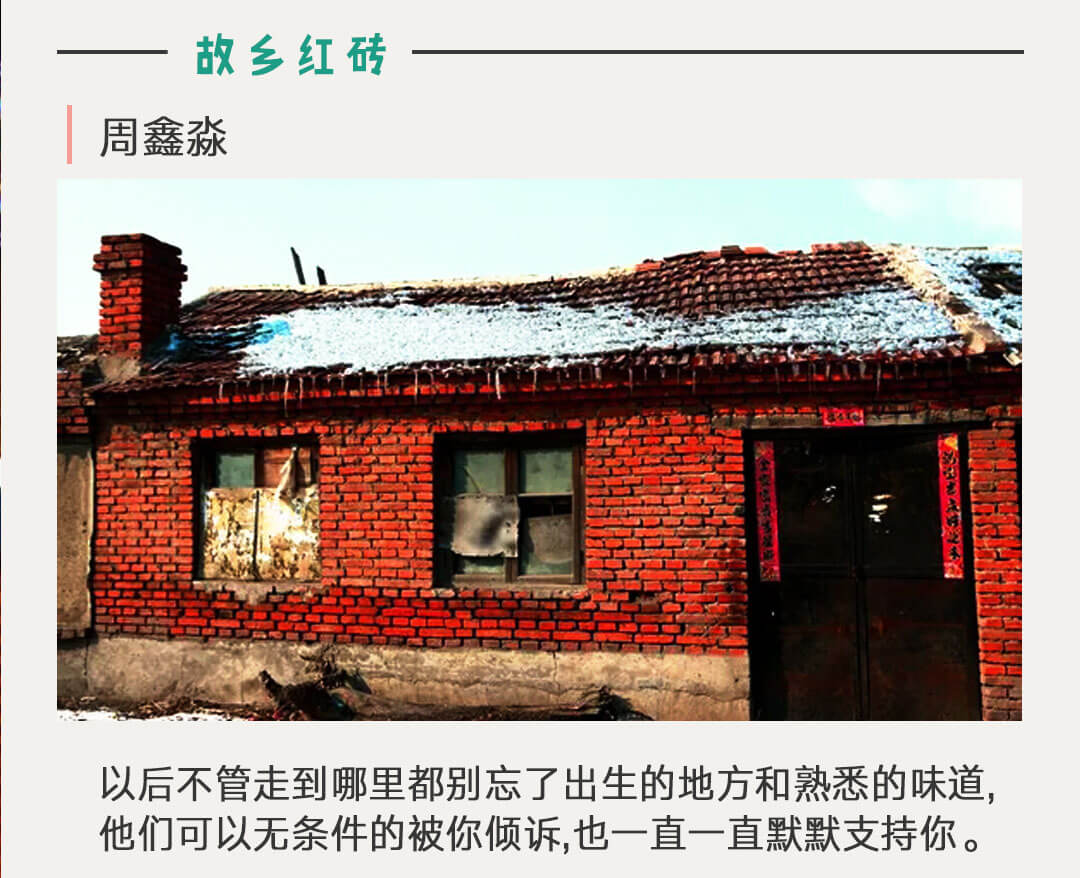 故乡红砖
周鑫淼
以后不管走到哪里都别忘了出生的地方和熟悉的味道,
他们可以无条件的被你倾诉,也一直一直默默支持你。